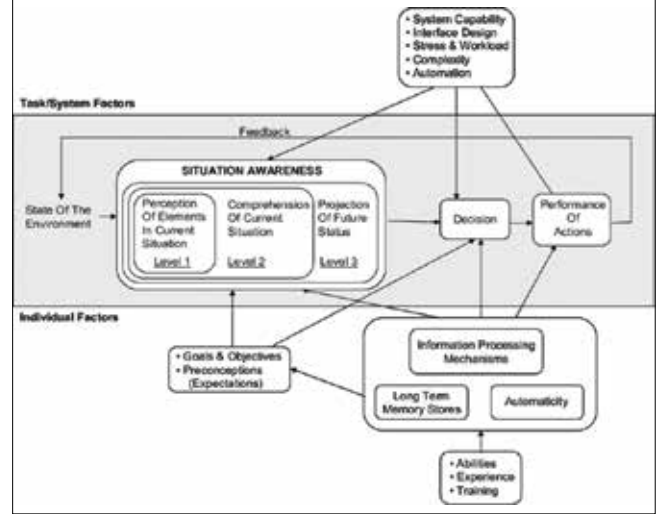 • System Capability
• Interface Design
• Stress & Workload
• Complexity
• Automation
Task/System Factors
Feedback
SITUATION AWARENESS
State Of The
Environment
Perception
Of Elements
In Current
Situation
Level 1
Comprehension
Of Current
Situation
Level 2
Projection
Of Future
Status
Level 3
Decision
Performance
Of
Actions
Individual Factors
• Goals & Objectives
• Preconceptions
(Expectations)
Information Processing
Mechanisms
Long Term
Memory Stores
Automaticity
• Abilities
• Experience
• Training